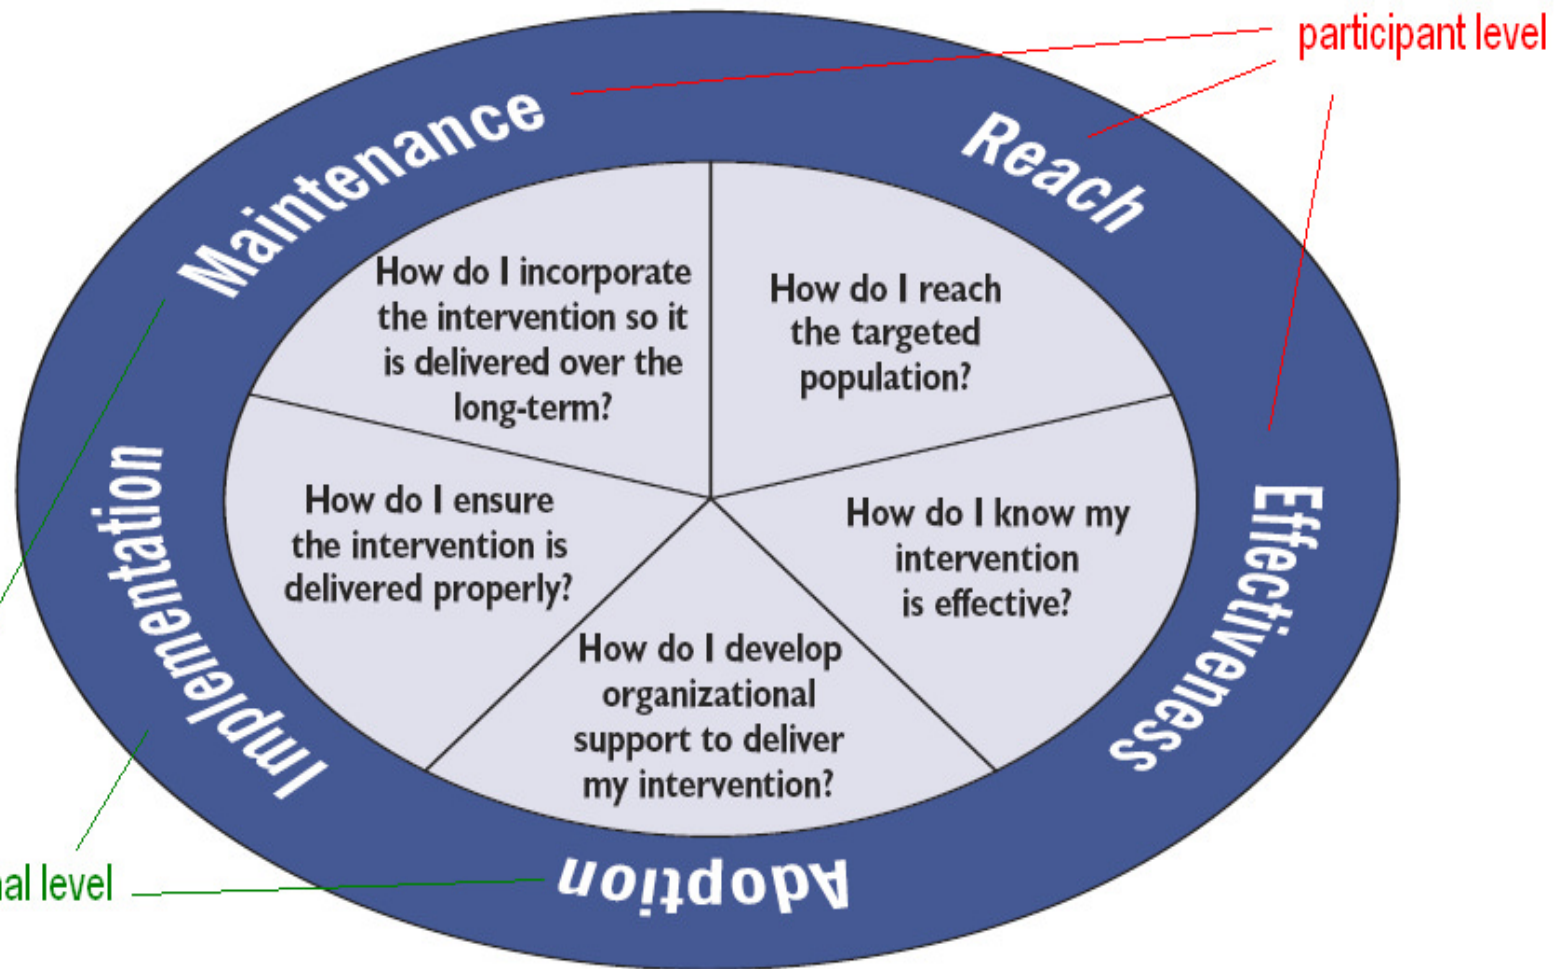 participant level
Maintenance
Reach
How do I incorporate
the intervention so it
is delivered over the
long-term?
How do I reach
the targeted
population?
Implementation
How do I ensure
the intervention is
delivered properly?
How do I know my
intervention
is effective?
Effectiveness
How do I develop
organizational
support to deliver
my intervention?
Adoption
level